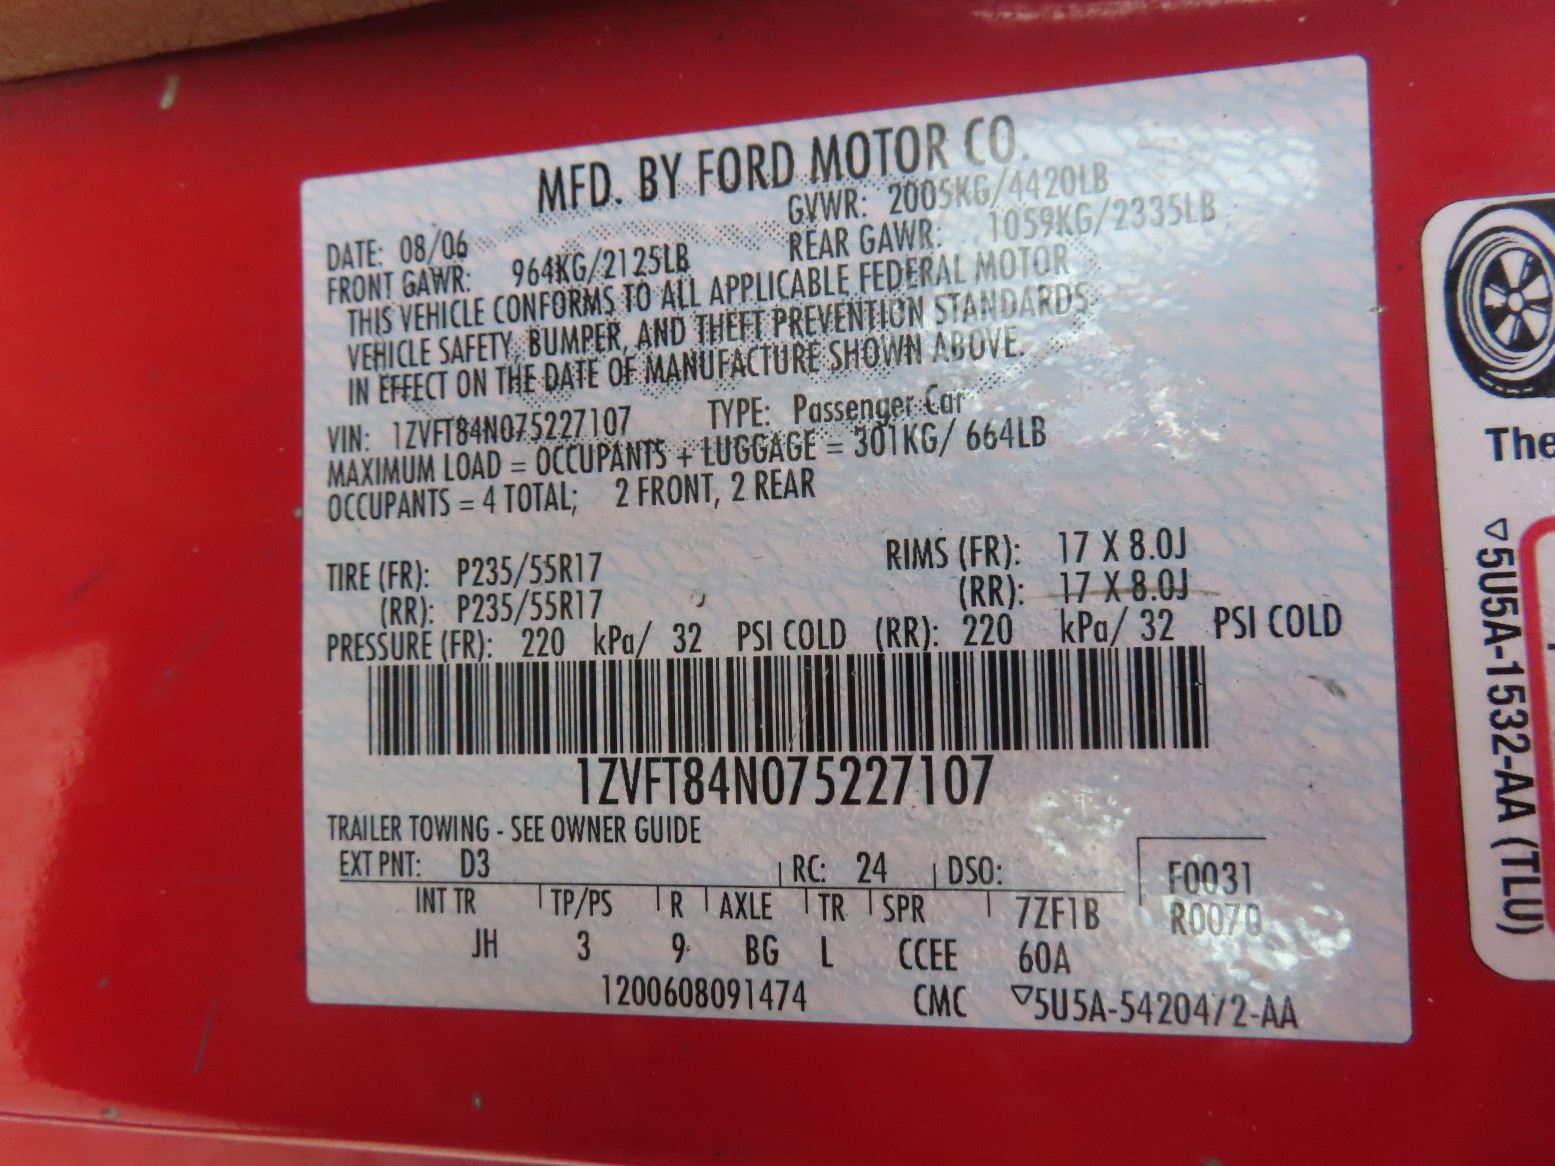 MFD. BY FORD MOTOR CO.
DATE: 08/06 GVWR: 2005KG/4420LB
FRONT GAWR: 964KG/2125LB REAR GAWR: 1059KG/2335LB
THIS VEHICLE CONFORMS TO ALL APPLICABLE FEDERAL MOTOR
VEHICLE SAFETY, BUMPER, AND THEFT PREVENTION STANDARDS
IN EFFECT ON THE DATE OF MANUFACTURE SHOWN ABOVE.
VIN: 1ZVFT84N075227107 TYPE: Passenger Car
MAXIMUM LOAD = OCCUPANTS + LUGGAGE = 301KG/ 664LB
OCCUPANTS = 4 TOTAL; 2 FRONT, 2 REAR
TIRE (FR): P235/55R17 RIMS (FR): 17 X 8.0J
(RR): P235/55R17 (RR): 17 X 8.0J
PRESSURE (FR): 220 kPa/ 32 PSI COLD (RR): 220 kPa/ 32 PSI COLD
1ZVFT84N075227107
TRAILER TOWING - SEE OWNER GUIDE
EXT PNT: D3 RC: 24 DSO: F0031
INT TR TP/PS R AXLE TR SPR 7ZF1B R0070
JH 3 9 BG L CCEE 60A
1200608091474 CMC ▽5U5A-54204/2-AA
The
▽5U5A-1532-AA (TLU)